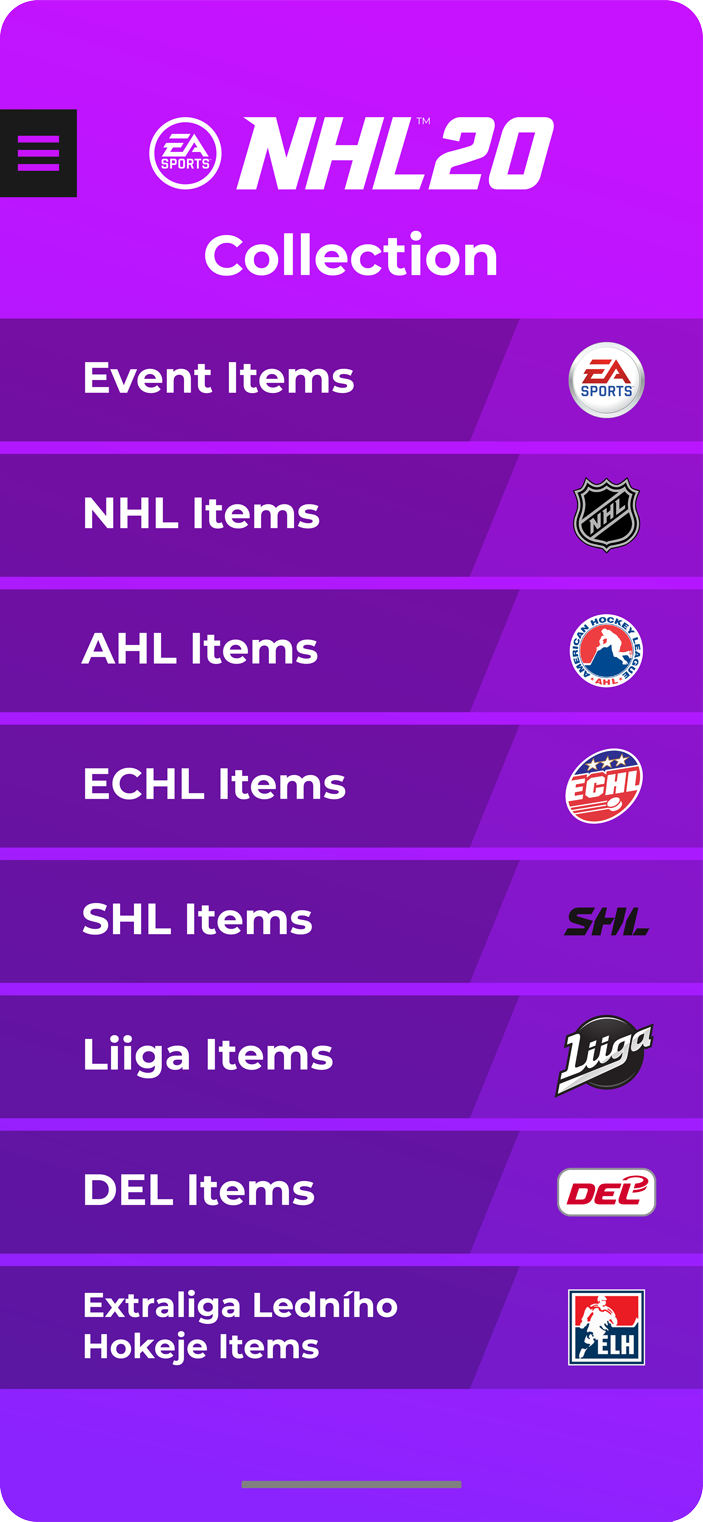 EA
SPORTS
NHL20™
Collection
Event Items
EA
SPORTS
NHL Items
NHL
AHL Items
AMERICAN HOCKEY LEAGUE
• AHL •
ECHL Items
ECHL
SHL Items
SHL
Liiga Items
Liiga
DEL Items
DEL
Extraliga Ledního
Hokeje Items
ELH